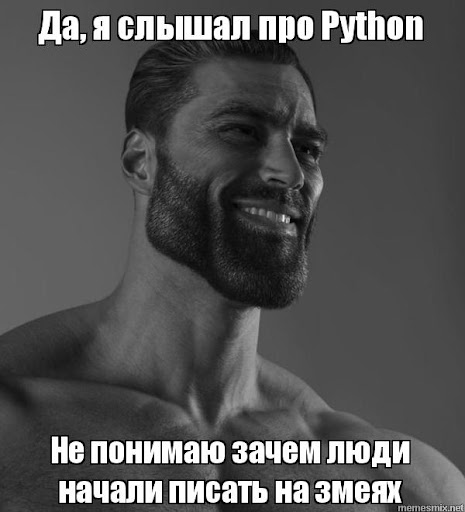 Да, я слышал про Python
Не понимаю зачем люди
начали писать на змеях
memesmix.net